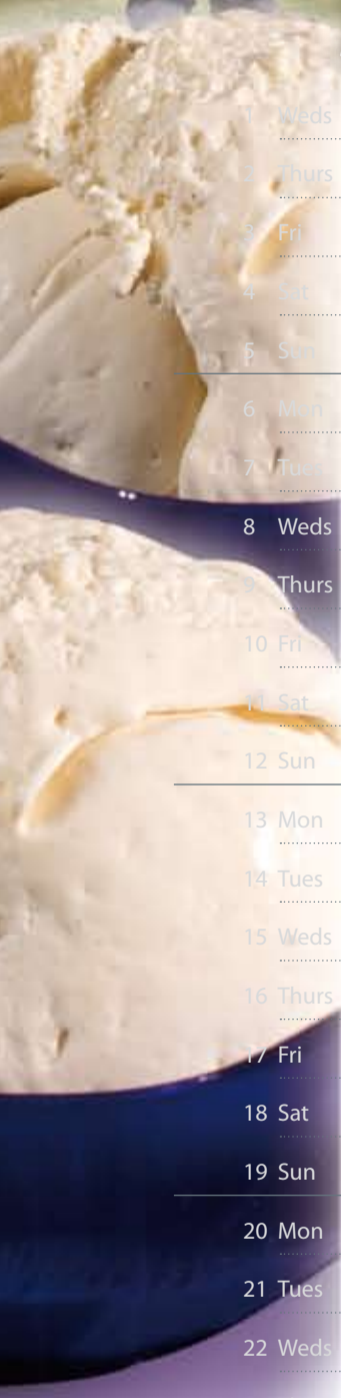 1 Weds
2 Thurs
3 Fri
4 Sat
5 Sun
6 Mon
7 Tues
8 Weds
9 Thurs
10 Fri
11 Sat
12 Sun
13 Mon
14 Tues
15 Weds
16 Thurs
17 Fri
18 Sat
19 Sun
20 Mon
21 Tues
22 Weds